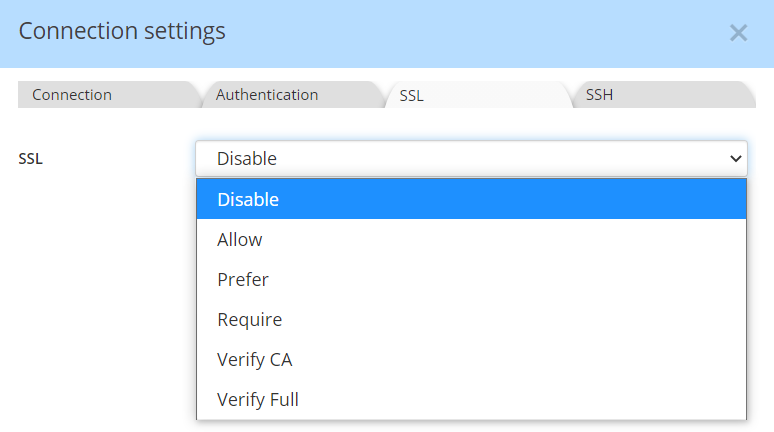 Connection settings
Connection Authentication SSL SSH
SSL Disable
Disable
Allow
Prefer
Require
Verify CA
Verify Full